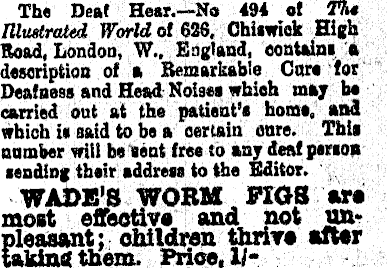 The Deaf Hear.—No 494 of The
Illustrated World of 626, Chiswick High
Road, London, W., England, contains a
description of a Remarkable Cure for
Deafness and Head Noises which may be
carried out at the patient's home, and
which is said to be a certain cure. This
number will be sent free to any deaf person
sending their address to the Editor.
WADE'S WORM FIGS are
most effective and not un-
pleasant; children thrive after
taking them. Price, 1/-